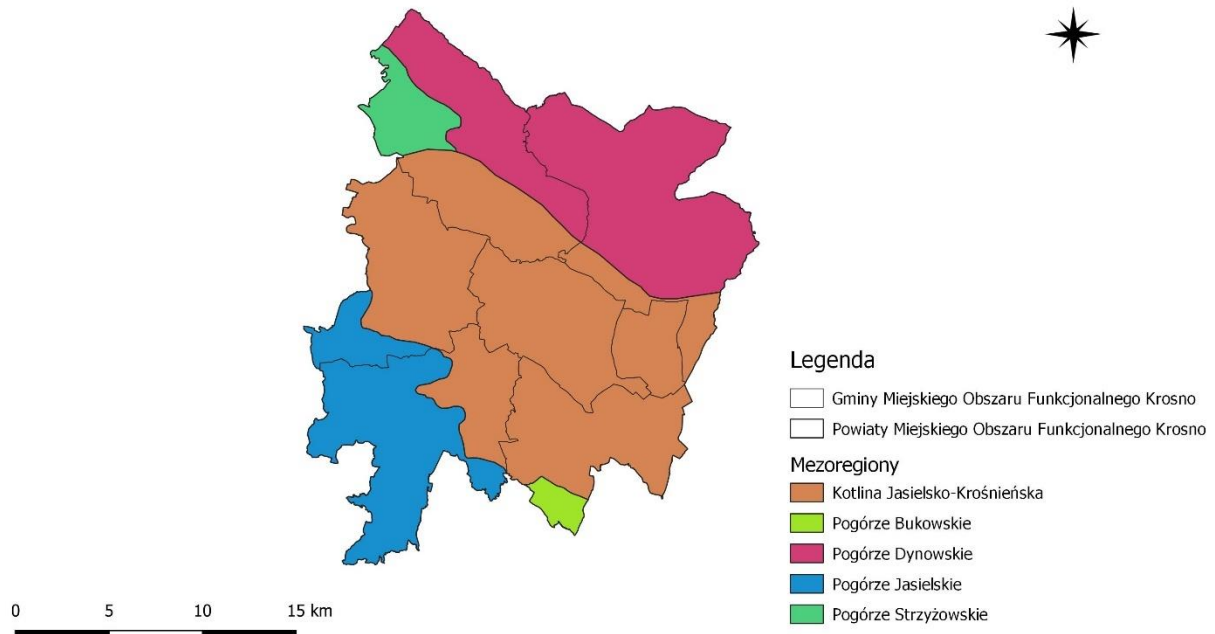 Legenda
Gminy Miejskiego Obszaru Funkcjonalnego Krosno
Powiaty Miejskiego Obszaru Funkcjonalnego Krosno
Mezoregiony
Kotlina Jasielsko-Krośnieńska
Pogórze Bukowskie
Pogórze Dynowskie
Pogórze Jasielskie
Pogórze Strzyżowskie
0 5 10 15 km